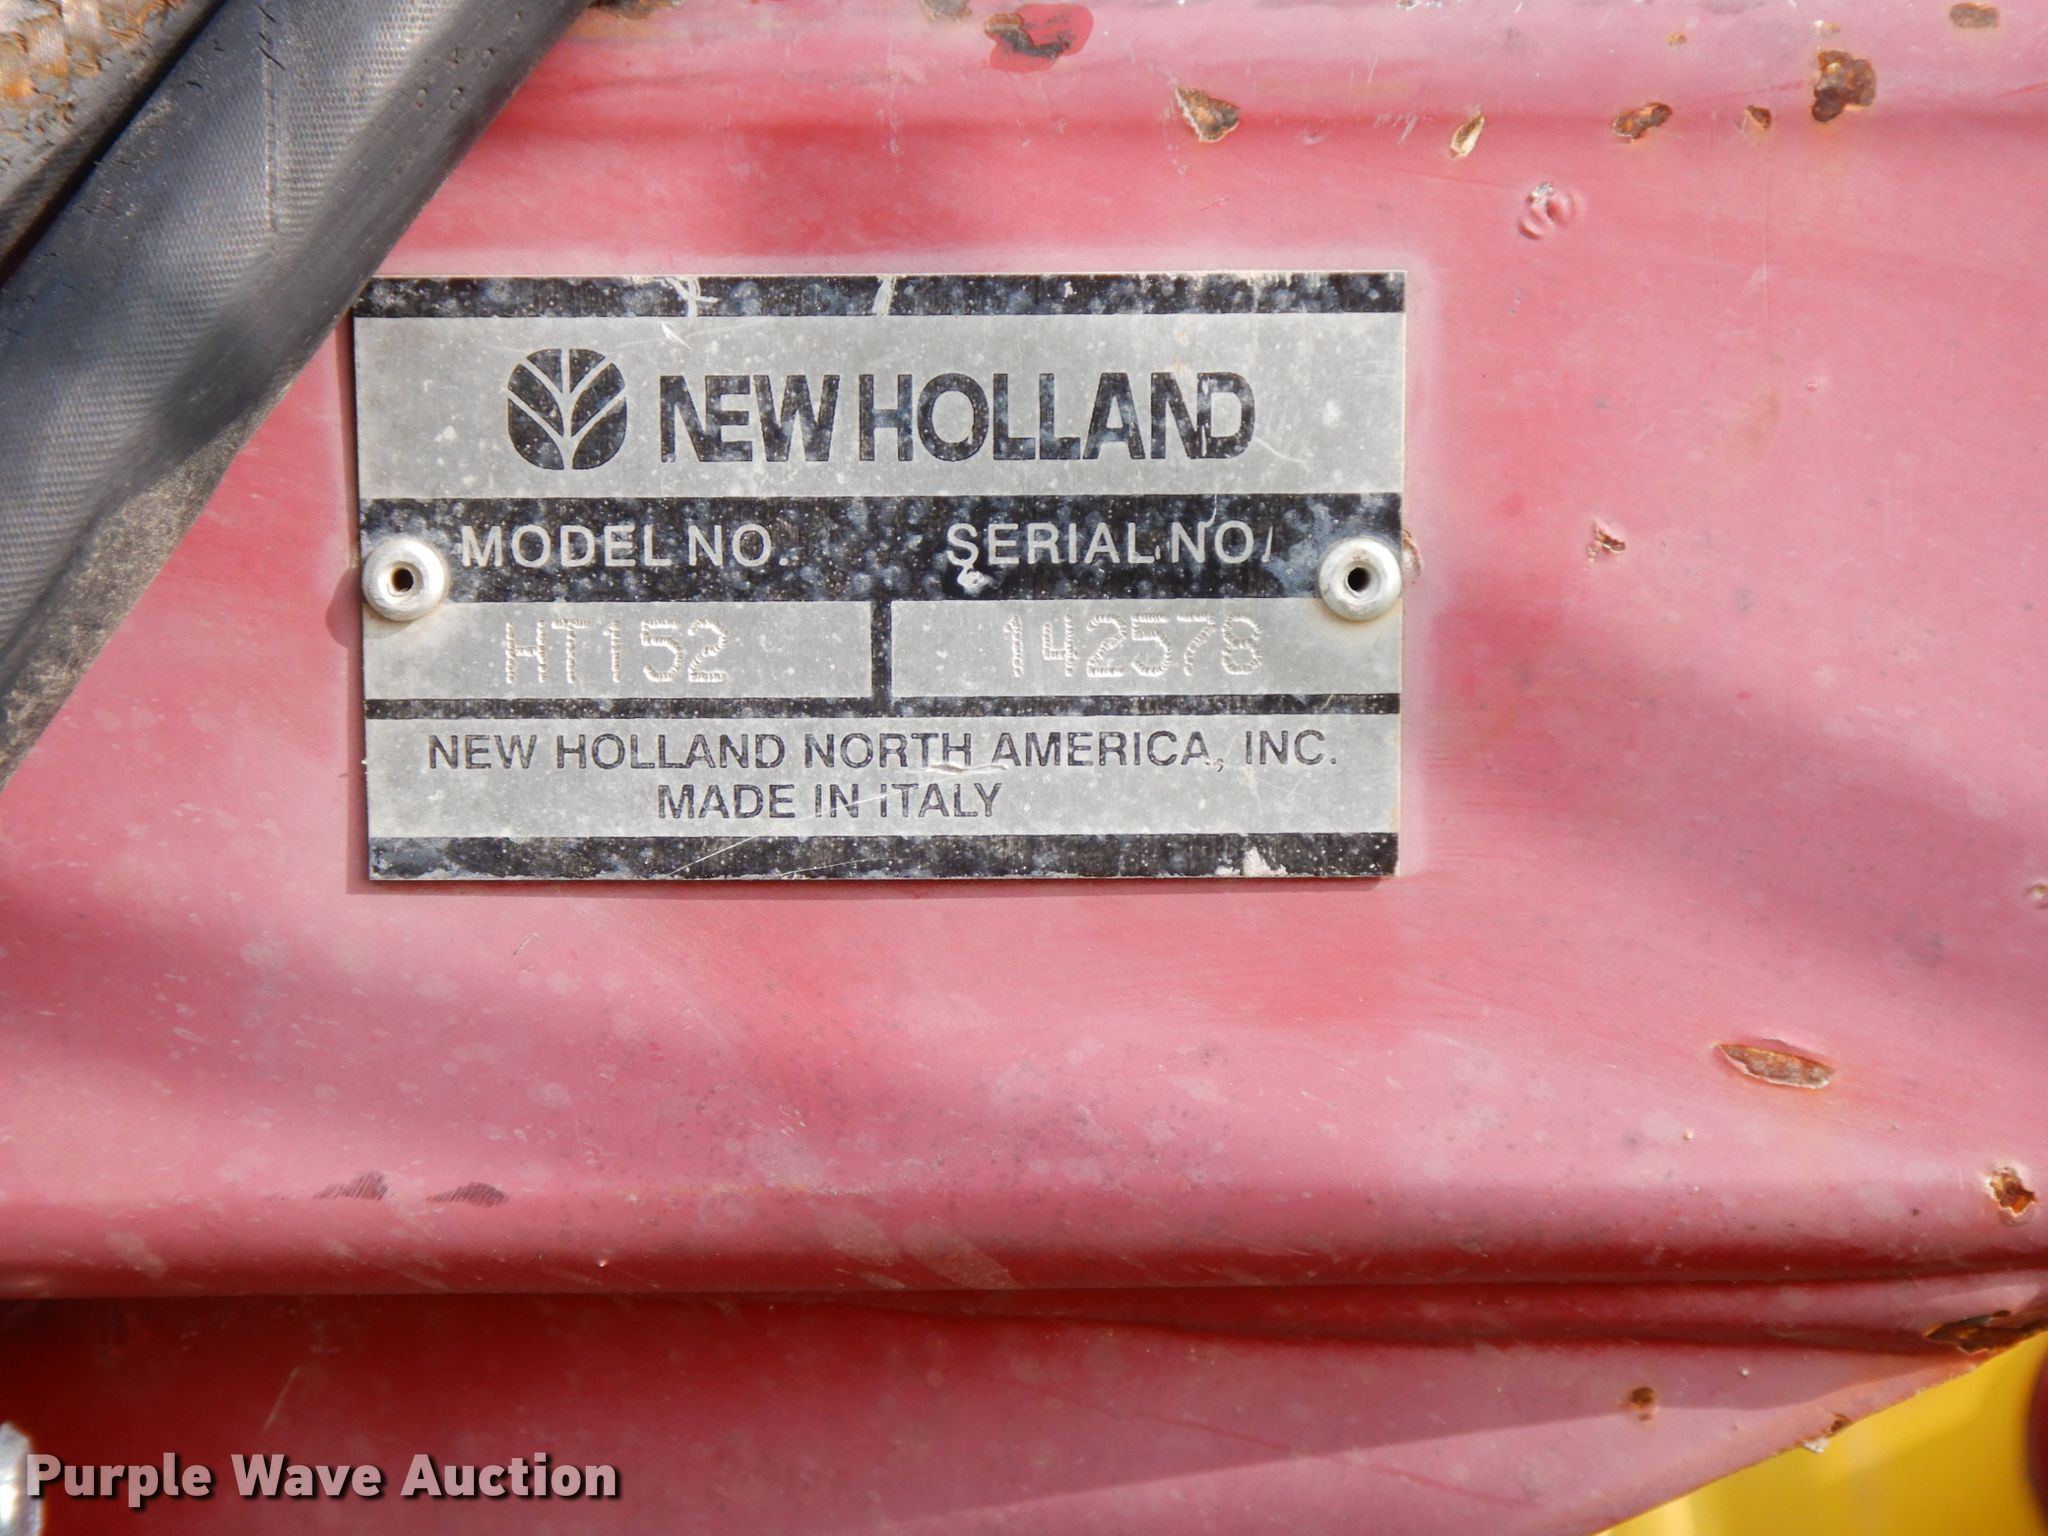 NEW HOLLAND
MODEL NO. SERIAL NO.
HT152 142578
NEW HOLLAND NORTH AMERICA, INC.
MADE IN ITALY
Purple Wave Auction